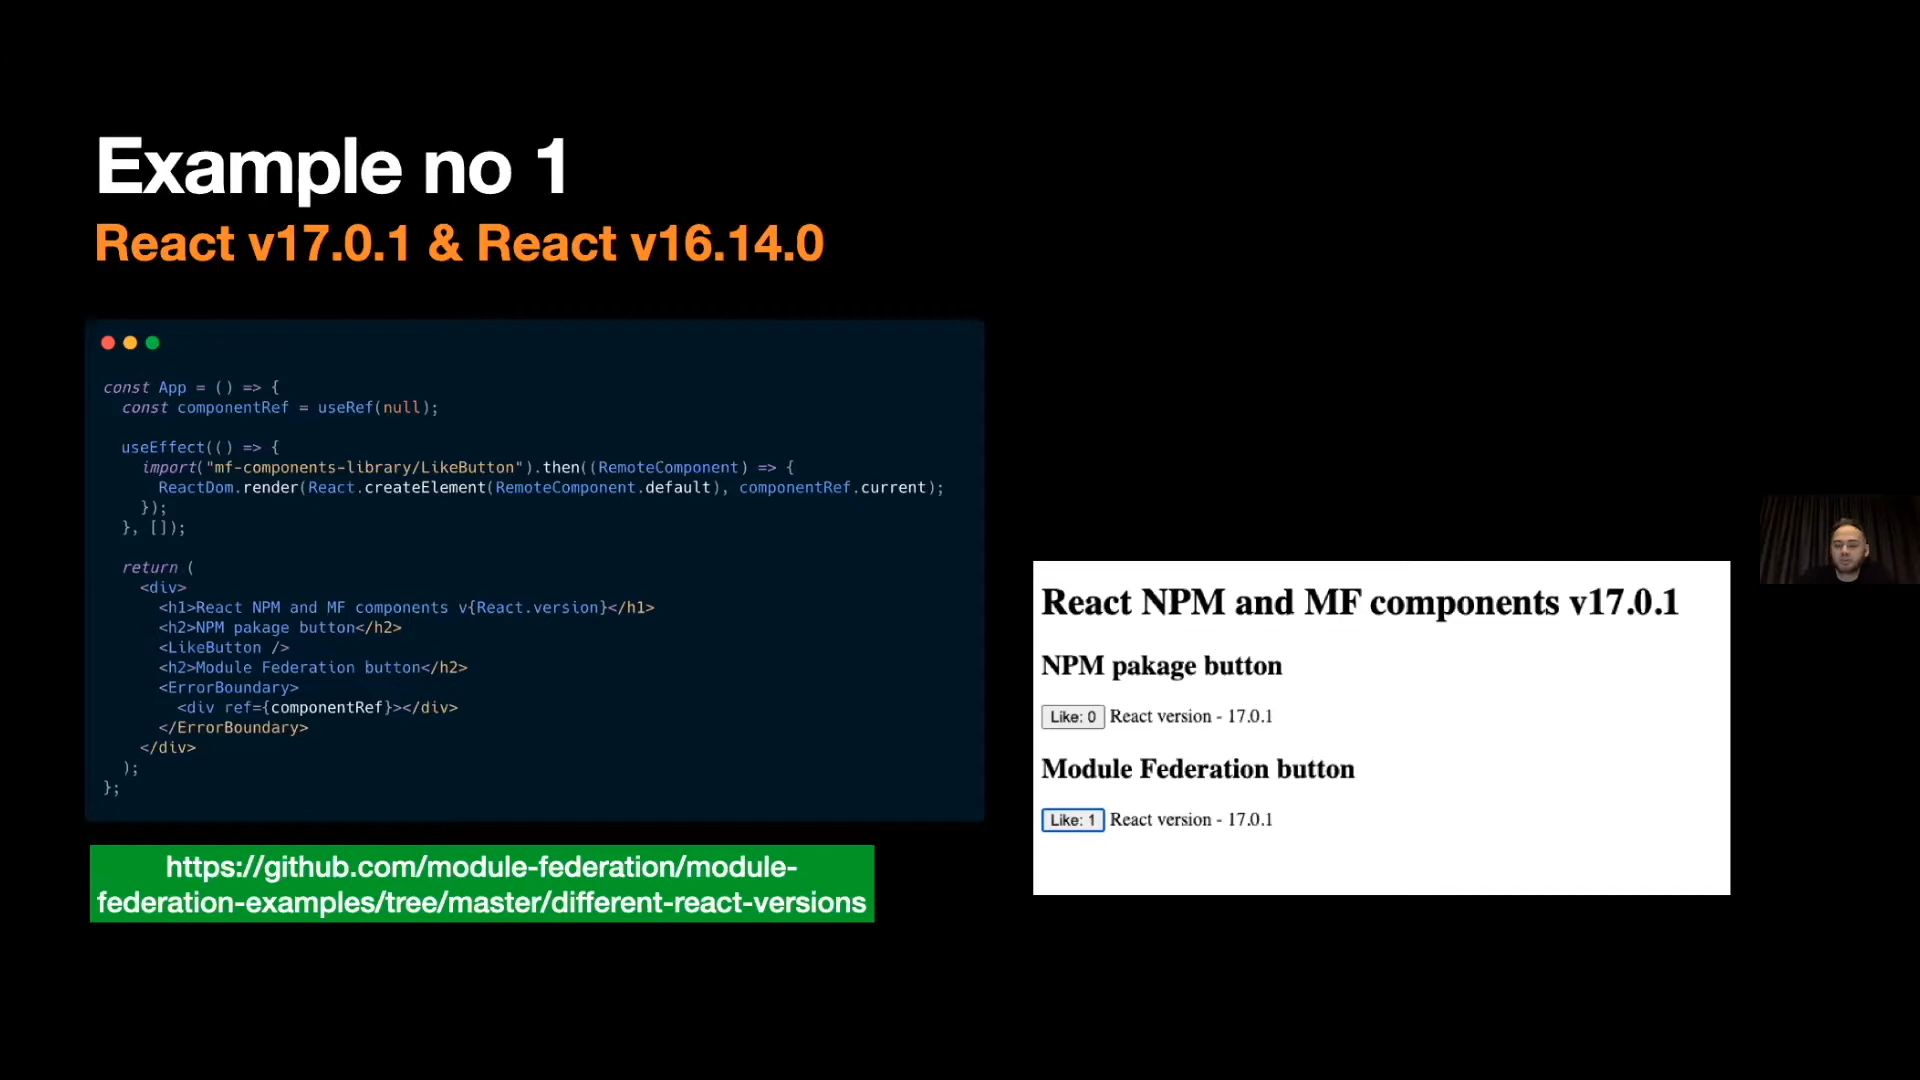 Example no 1
React v17.0.1 & React v16.14.0
const App = () => {
const componentRef = useRef(null);
useEffect(() => {
import("mf-components-library/LikeButton").then((RemoteComponent) => {
ReactDom.render(React.createElement(RemoteComponent.default), componentRef.current);
});
}, []);
return (
<div>
<h1>React NPM and MF components v{React.version}</h1>
<h2>NPM pakage button</h2>
<LikeButton />
<h2>Module Federation button</h2>
<ErrorBoundary>
<div ref={componentRef}></div>
</ErrorBoundary>
</div>
);
};
https://github.com/module-federation/module-
federation-examples/tree/master/different-react-versions
React NPM and MF components v17.0.1
NPM pakage button
Like: 0 React version - 17.0.1
Module Federation button
Like: 1 React version - 17.0.1